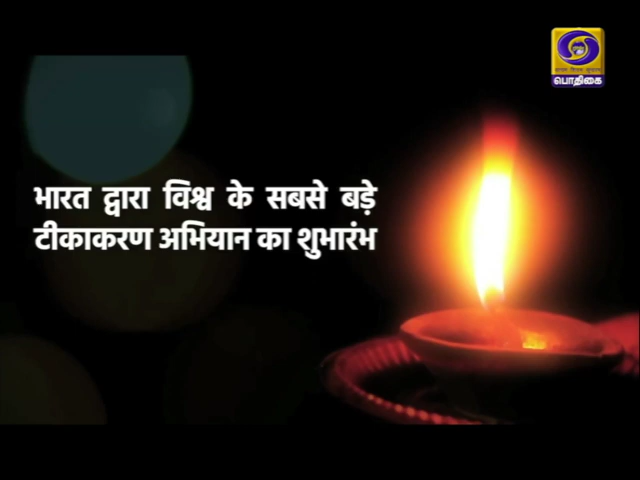 பொதிகை
भारत द्वारा विश्व के सबसे बड़े
टीकाकरण अभियान का शुभारंभ